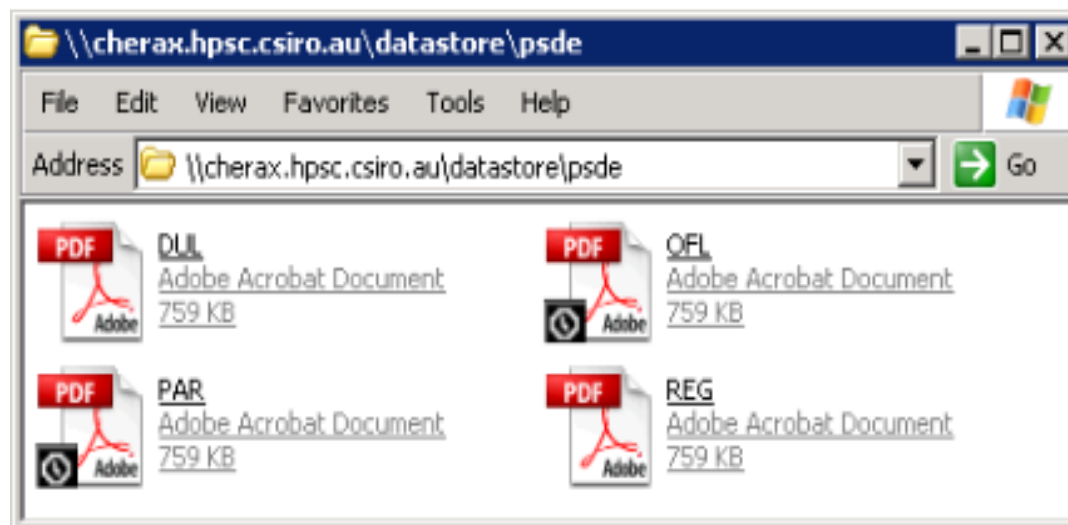 \\cherax.hpsc.csiro.au\datastore\psde
File Edit View Favorites Tools Help
Address \\cherax.hpsc.csiro.au\datastore\psde Go
PDF
Adobe
DUL
Adobe Acrobat Document
759 KB
PDF
Adobe
OFL
Adobe Acrobat Document
759 KB
PDF
Adobe
PAR
Adobe Acrobat Document
759 KB
PDF
Adobe
REG
Adobe Acrobat Document
759 KB